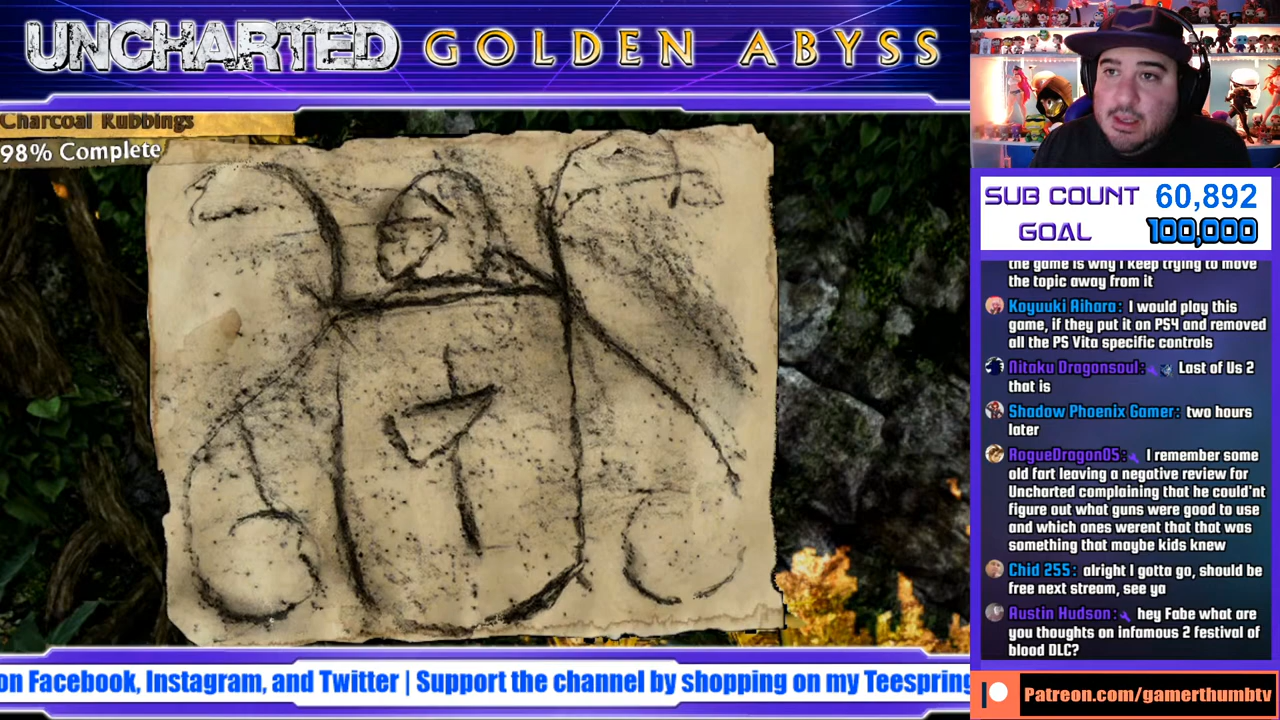 UNCHARTED GOLDEN ABYSS
Charcoal Rubbings
98% Complete
SUB COUNT 60,892
GOAL 100,000
the game is why I keep trying to move
the topic away from it
Koyuuki Aihara: I would play this
game, if they put it on PS4 and removed
all the PS Vita specific controls
Nitaku Dragonsoul: Last of Us 2
that is
Shadow Phoenix Gamer: two hours
later
RogueDragon05: I remember some
old fart leaving a negative review for
Uncharted complaining that he could'nt
figure out what guns were good to use
and which ones werent that that was
something that maybe kids knew
Chid 255: alright I gotta go, should be
free next stream, see ya
Austin Hudson: hey Fabe what are
you thoughts on infamous 2 festival of
blood DLC?
on Facebook, Instagram, and Twitter | Support the channel by shopping on my Teespring
Patreon.com/gamerthumbtv